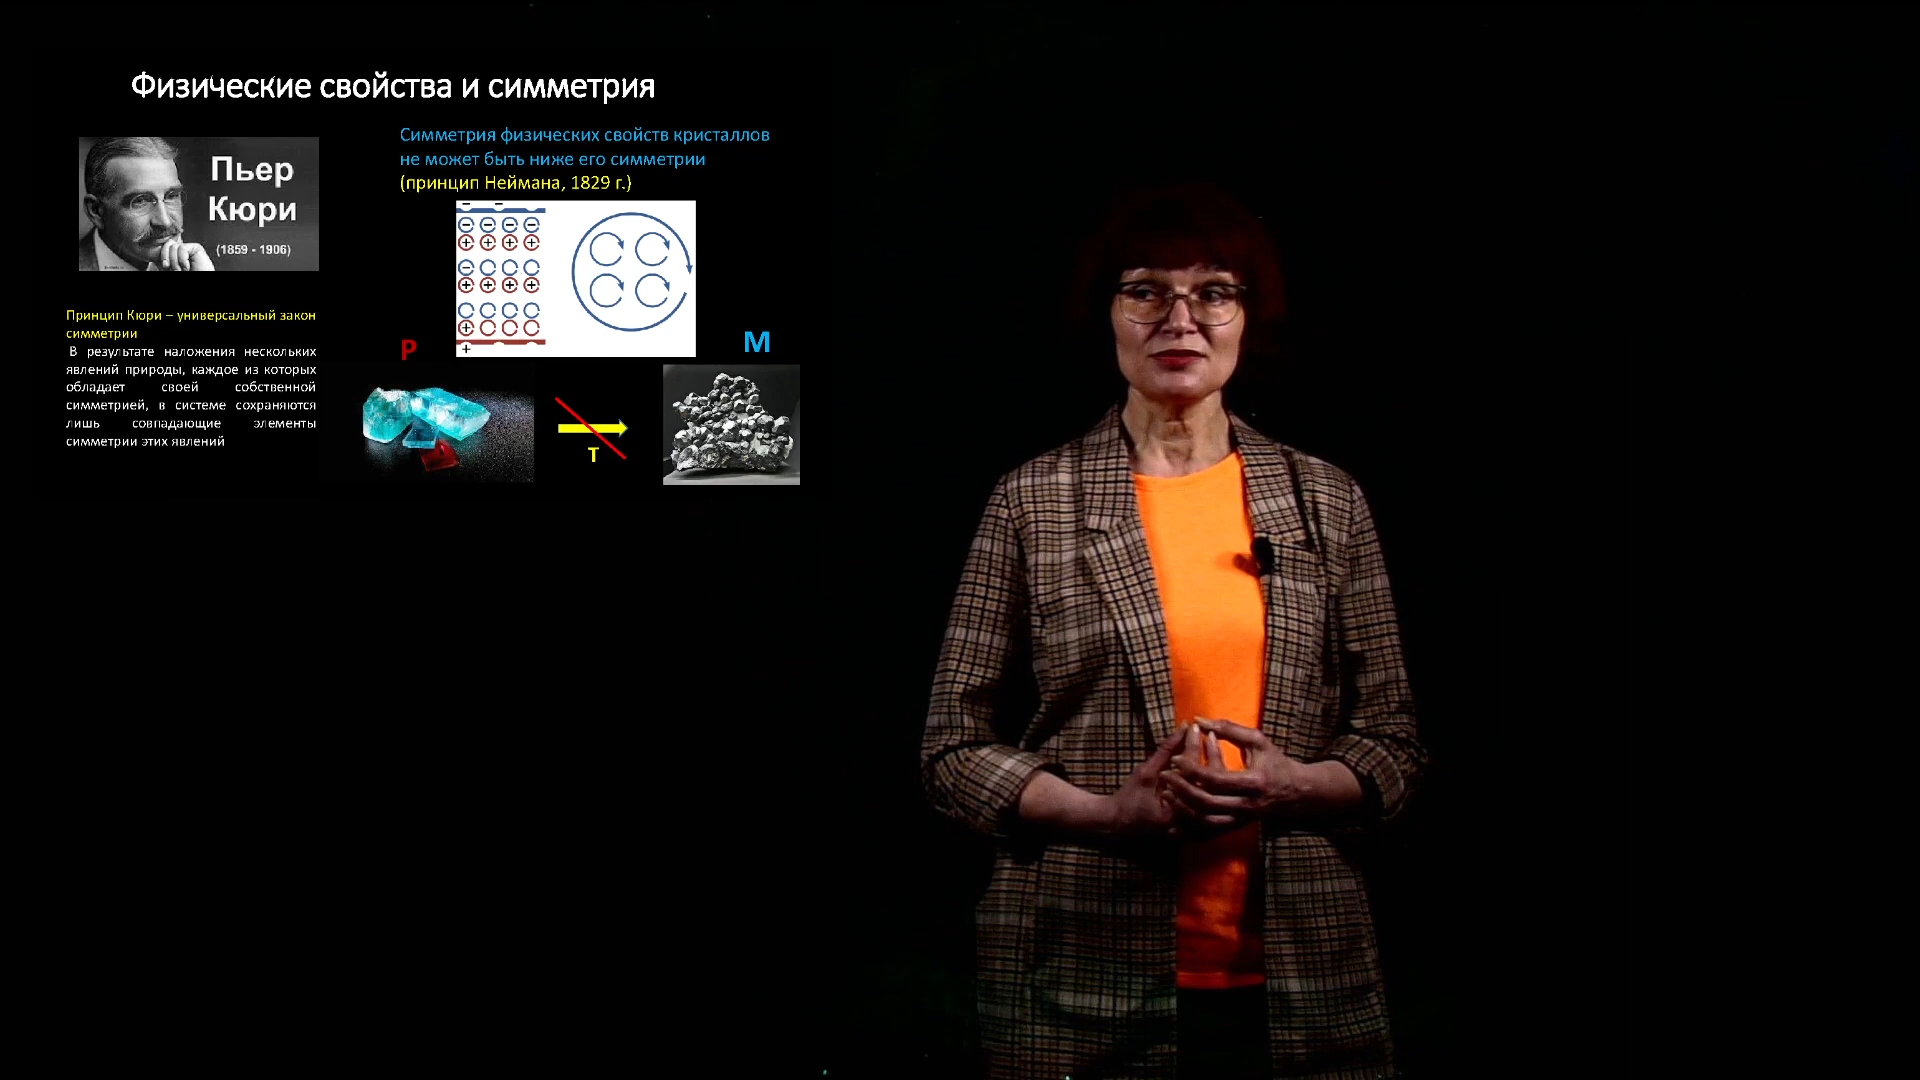 Физические свойства и симметрия
Пьер
Кюри
(1859 - 1906)
Симметрия физических свойств кристаллов
не может быть ниже его симметрии
(принцип Неймана, 1829 г.)
P
M
T
Принцип Кюри – универсальный закон
симметрии
В результате наложения нескольких
явлений природы, каждое из которых
обладает своей собственной
симметрией, в системе сохраняются
лишь совпадающие элементы
симметрии этих явлений